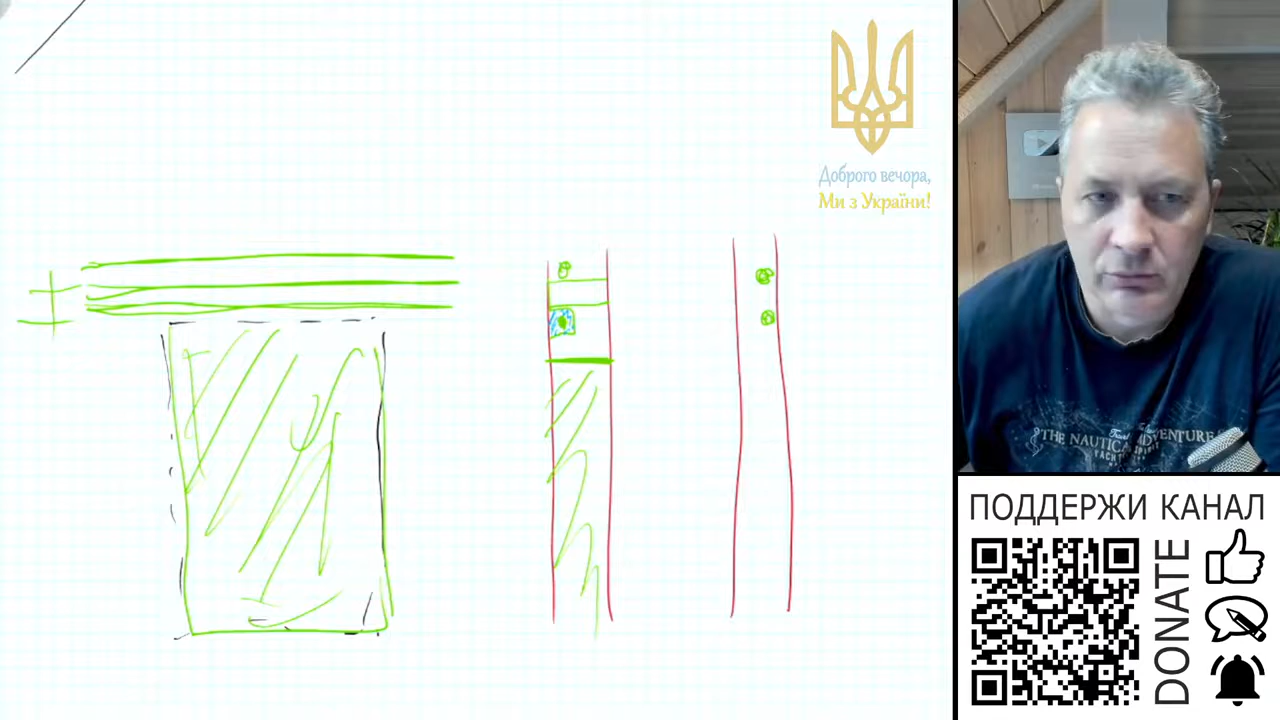 Доброго вечора,
Ми з України!
THE NAUTICAL ADVENTURE
ПОДДЕРЖИ КАНАЛ
DONATE